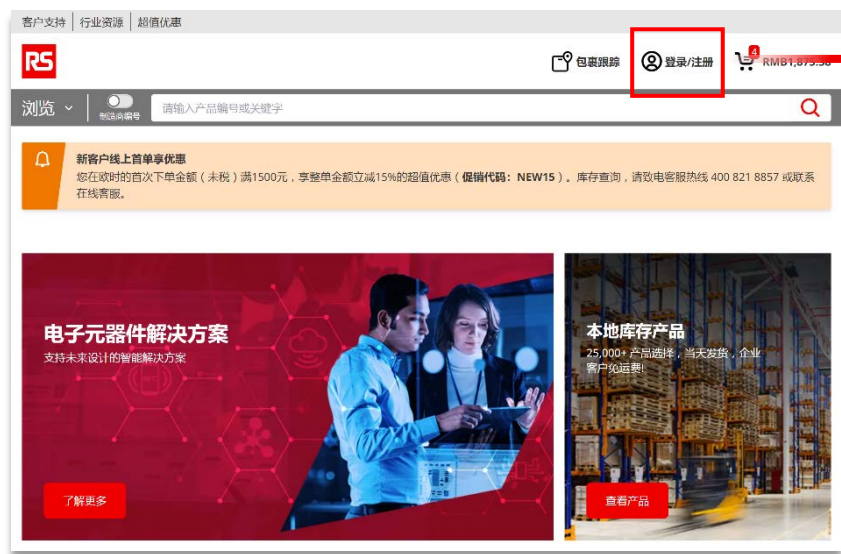 客户支持 | 行业资源 | 超值优惠
RS
包裹跟踪 登录/注册 4 RMB1,875.58
浏览 制造商编号 请输入产品编号或关键字
新客户线上首单享优惠
您在欧时的首次下单金额（未税）满1500元，享整单金额立减15%的超值优惠（促销代码：NEW15）。库存查询，请致电客服热线 400 821 8857 或联系
在线客服。
电子元器件解决方案
支持未来设计的智能解决方案
了解更多
本地库存产品
25,000+ 产品选择，当天发货，企业
客户免运费!
查看产品